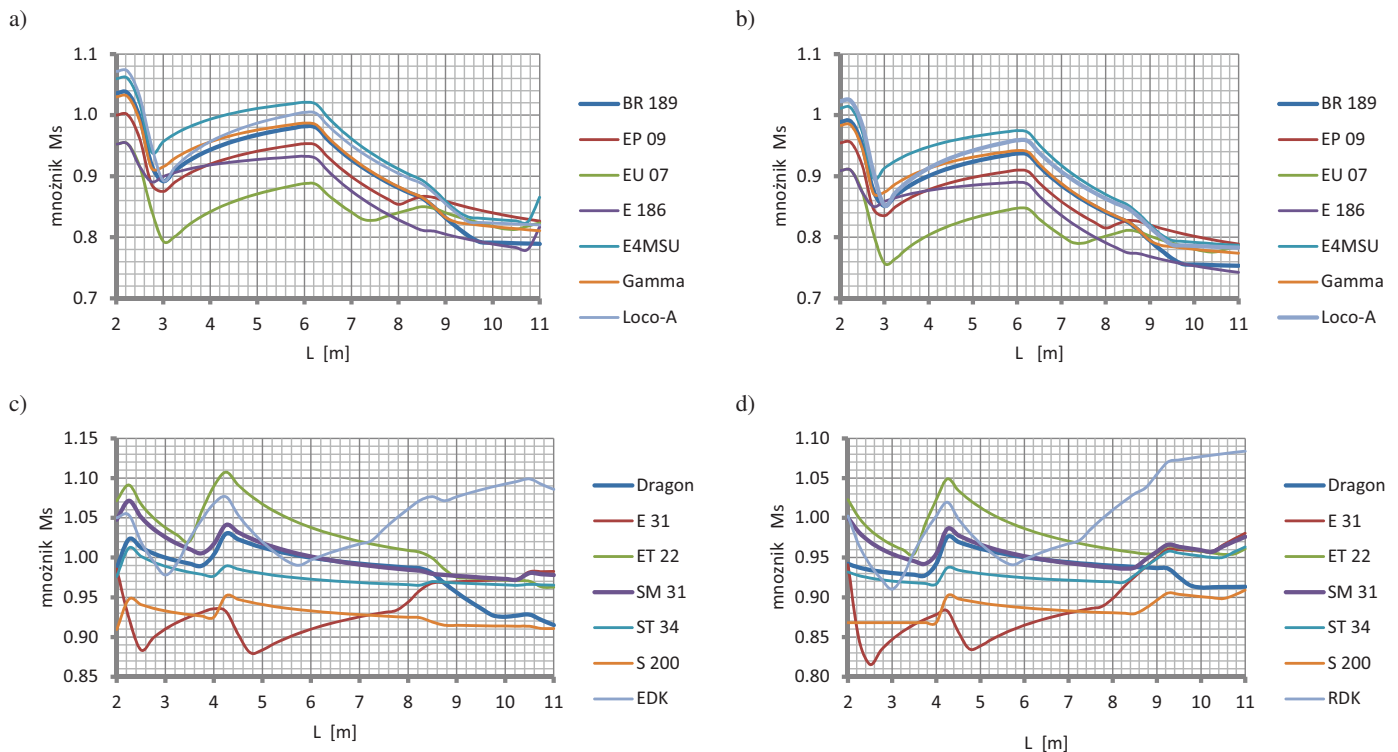 a)
1.1
1.0
0.9
0.8
0.7
mnożnik Ms
2 3 4 5 6 7 8 9 10 11
L [m]
BR 189
EP 09
EU 07
E 186
E4MSU
Gamma
Loco-A
b)
1.1
1.0
0.9
0.8
0.7
mnożnik Ms
2 3 4 5 6 7 8 9 10 11
L [m]
BR 189
EP 09
EU 07
E 186
E4MSU
Gamma
Loco-A
c)
1.15
1.10
1.05
1.00
0.95
0.90
0.85
mnożnik Ms
2 3 4 5 6 7 8 9 10 11
L [m]
Dragon
E 31
ET 22
SM 31
ST 34
S 200
EDK
d)
1.10
1.05
1.00
0.95
0.90
0.85
0.80
mnożnik Ms
2 3 4 5 6 7 8 9 10 11
L [m]
Dragon
E 31
ET 22
SM 31
ST 34
S 200
RDK